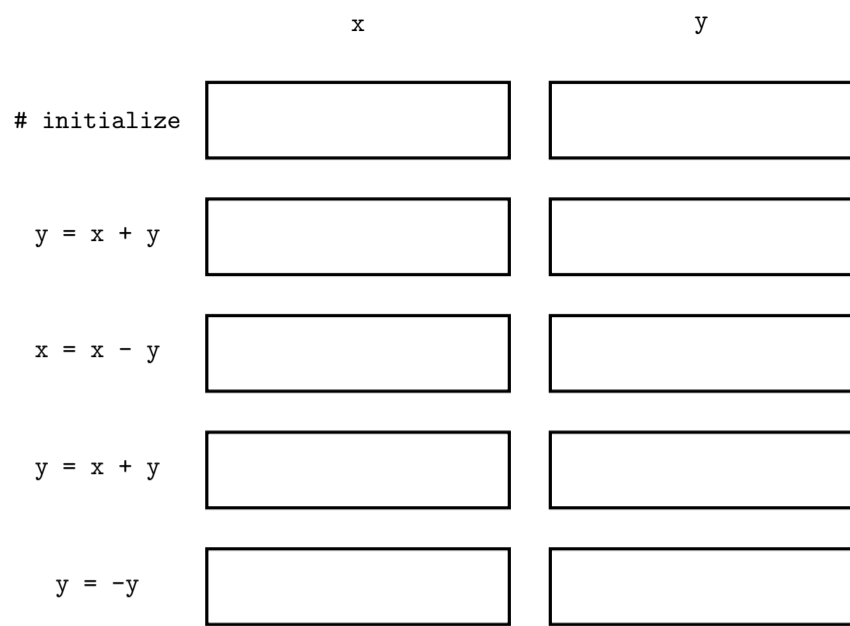 x y
# initialize
y = x + y
x = x - y
y = x + y
y = -y